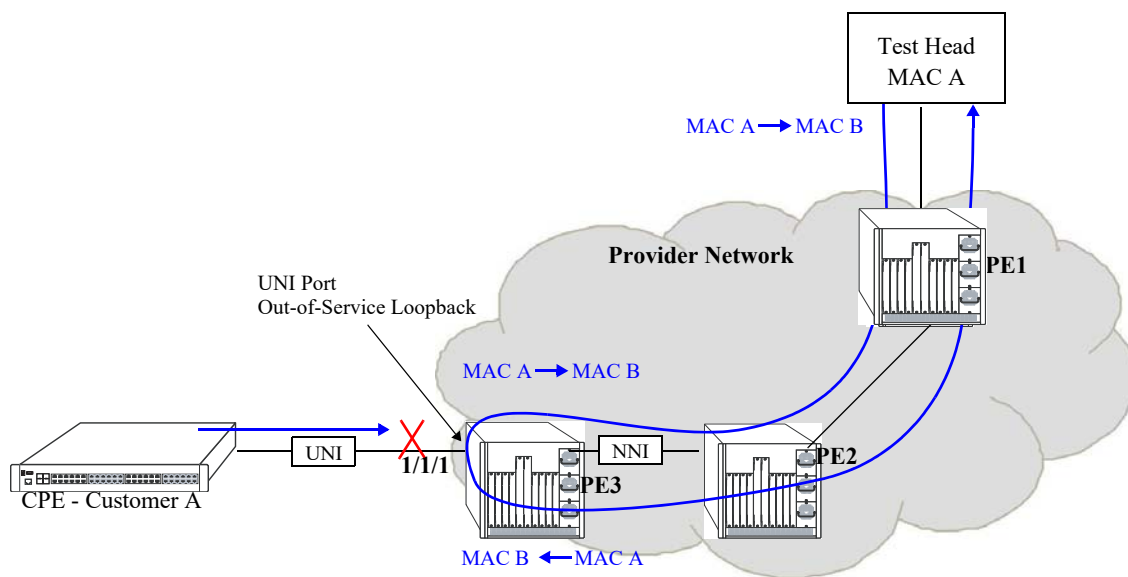 Test Head
MAC A
MAC A → MAC B
Provider Network
PE1
UNI Port
Out-of-Service Loopback
MAC A → MAC B
UNI
1/1/1
NNI
PE2
PE3
CPE - Customer A
MAC B ← MAC A